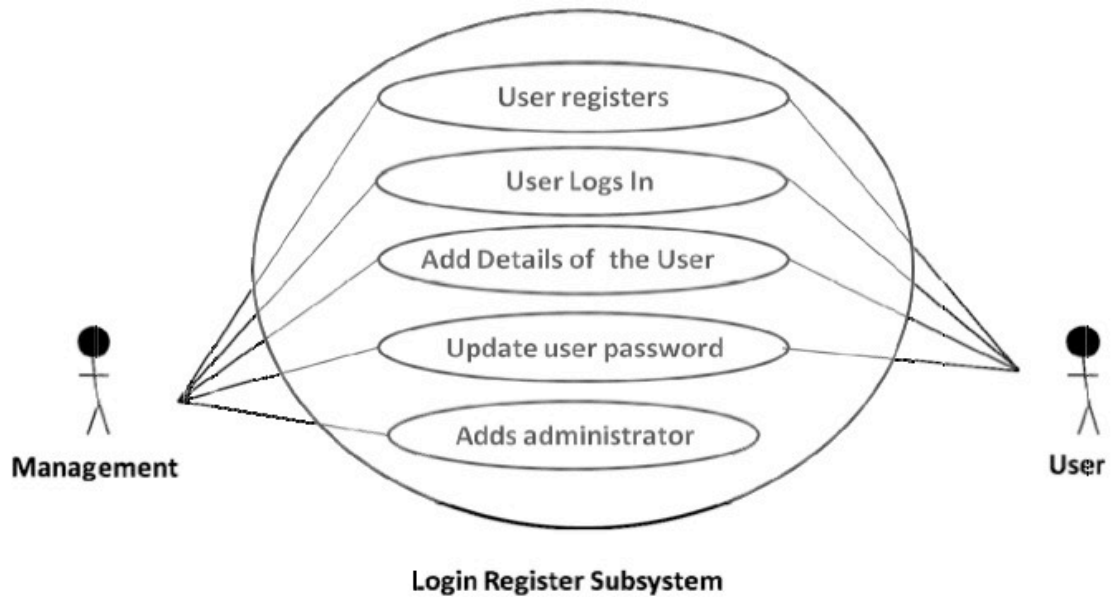 User registers
User Logs In
Add Details of the User
Update user password
Adds administrator
Management
User
Login Register Subsystem